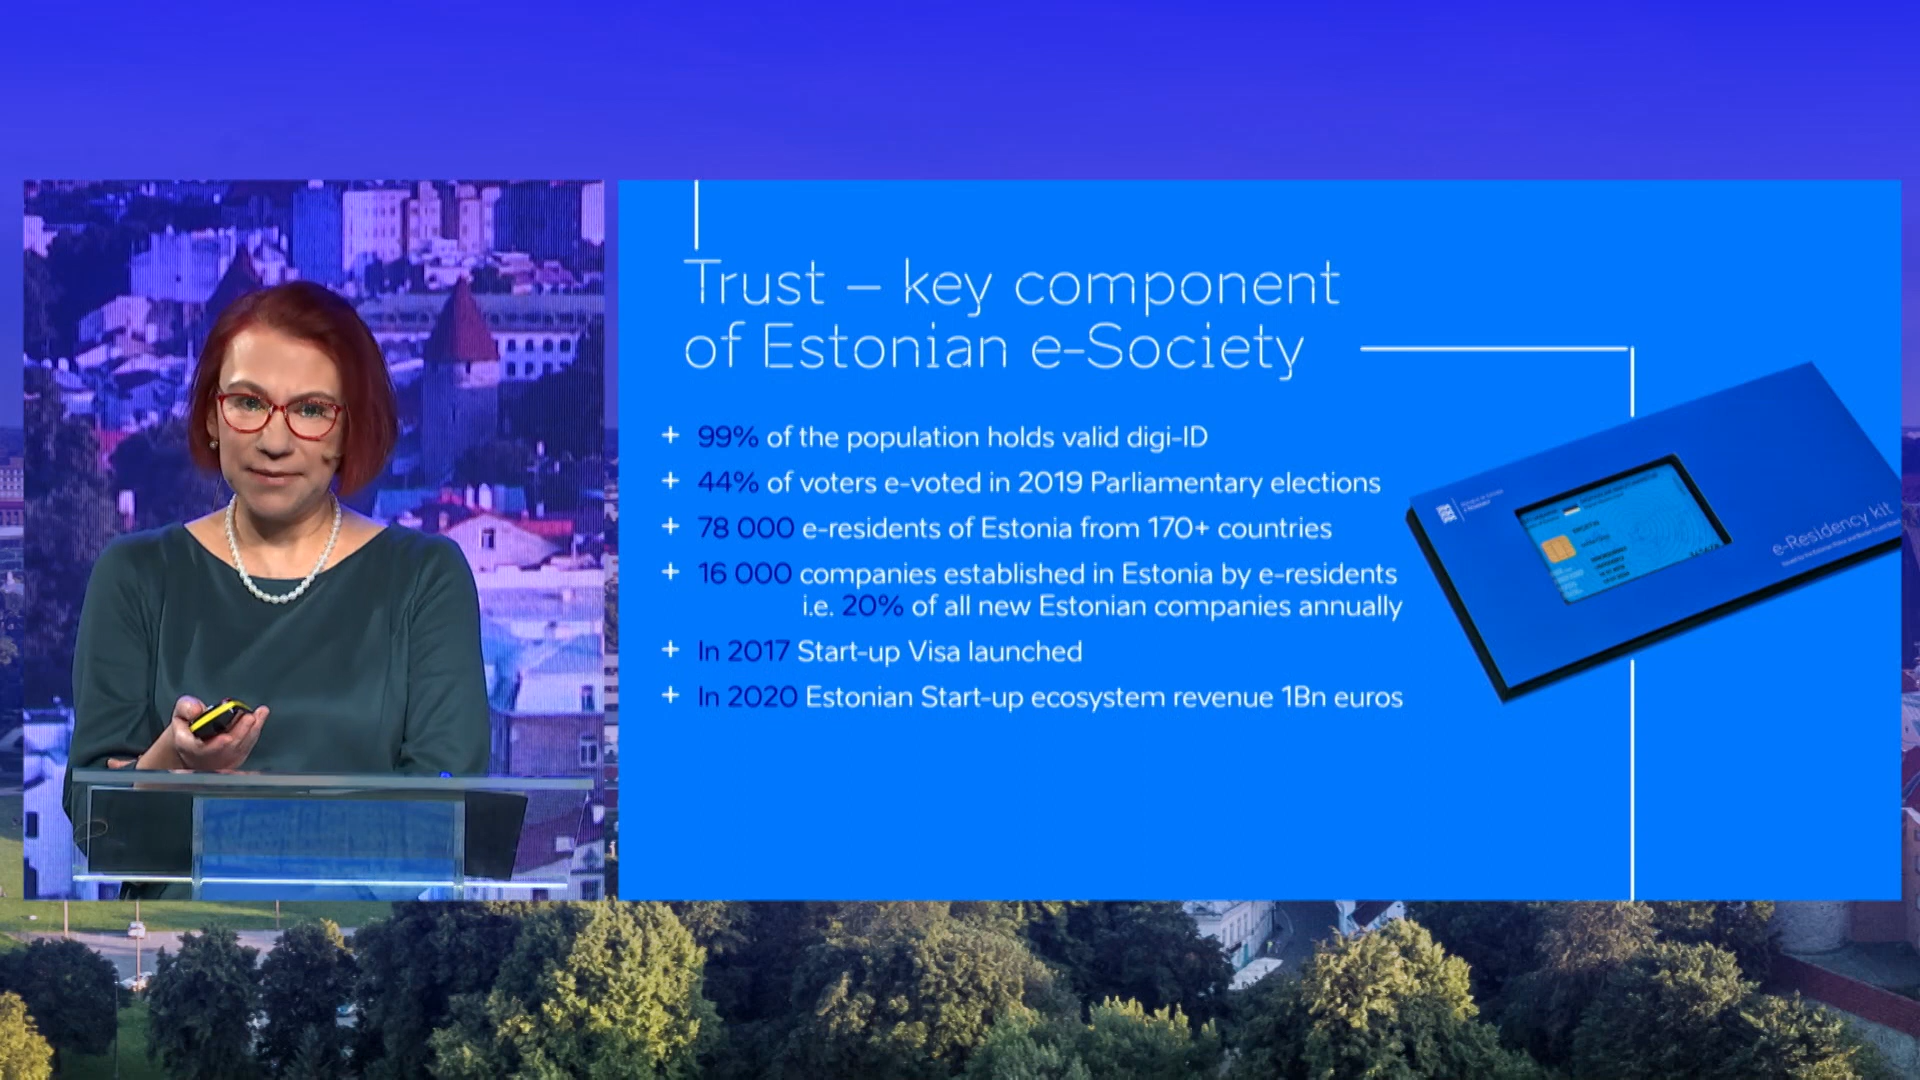 Trust – key component
of Estonian e-Society
+ 99% of the population holds valid digi-ID
+ 44% of voters e-voted in 2019 Parliamentary elections
+ 78 000 e-residents of Estonia from 170+ countries
+ 16 000 companies established in Estonia by e-residents
i.e. 20% of all new Estonian companies annually
+ In 2017 Start-up Visa launched
+ In 2020 Estonian Start-up ecosystem revenue 1Bn euros
e-Residency kit